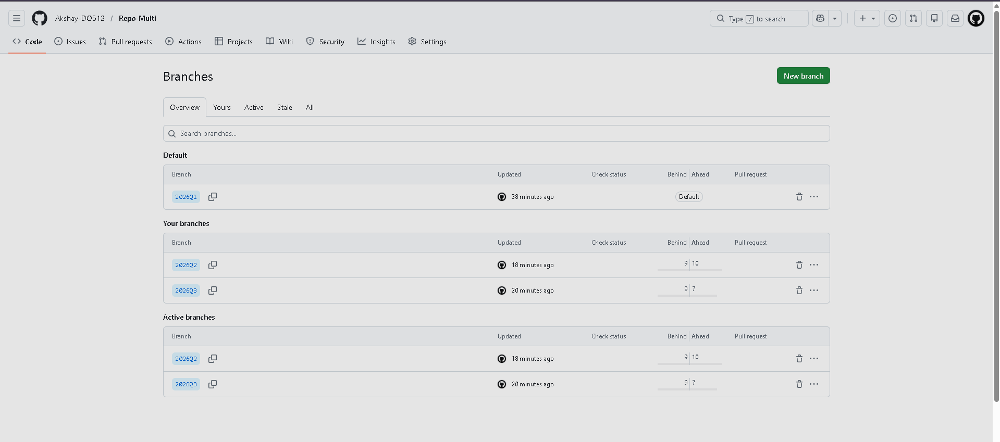 Akshay-DO512 / Repo-Multi Type / to search
Code Issues Pull requests Actions Projects Wiki Security Insights Settings
Branches New branch
Overview Yours Active Stale All
Search branches...
Default
Branch Updated Check status Behind Ahead Pull request
2026Q1 38 minutes ago Default
Your branches
Branch Updated Check status Behind Ahead Pull request
2026Q2 18 minutes ago 9 10
2026Q3 20 minutes ago 9 7
Active branches
Branch Updated Check status Behind Ahead Pull request
2026Q2 18 minutes ago 9 10
2026Q3 20 minutes ago 9 7